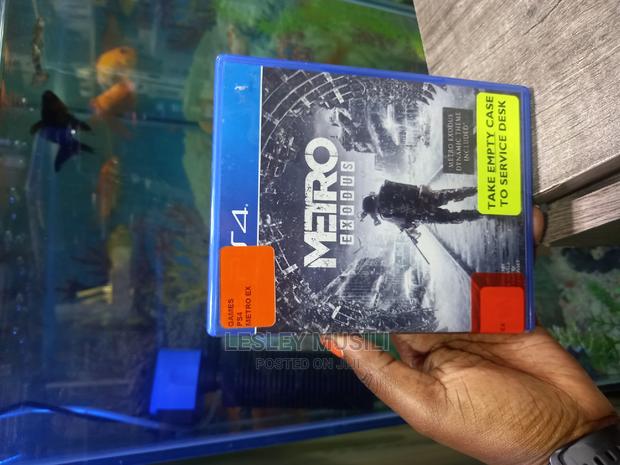 PS4
METRO
EXODUS
METRO EXODUS
DYNAMIC THEME
INCLUDED
TAKE EMPTY CASE
TO SERVICE DESK
GAMES
PS4
METRO EX
LESLEY MUSILI
POSTED ON JIJI